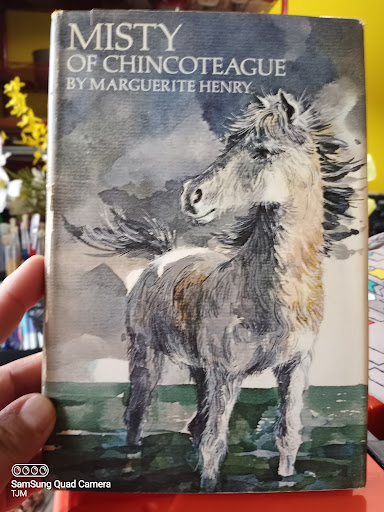 MISTY
OF CHINCOTEAGUE
BY MARGUERITE HENRY
SamSung Quad Camera
TJM